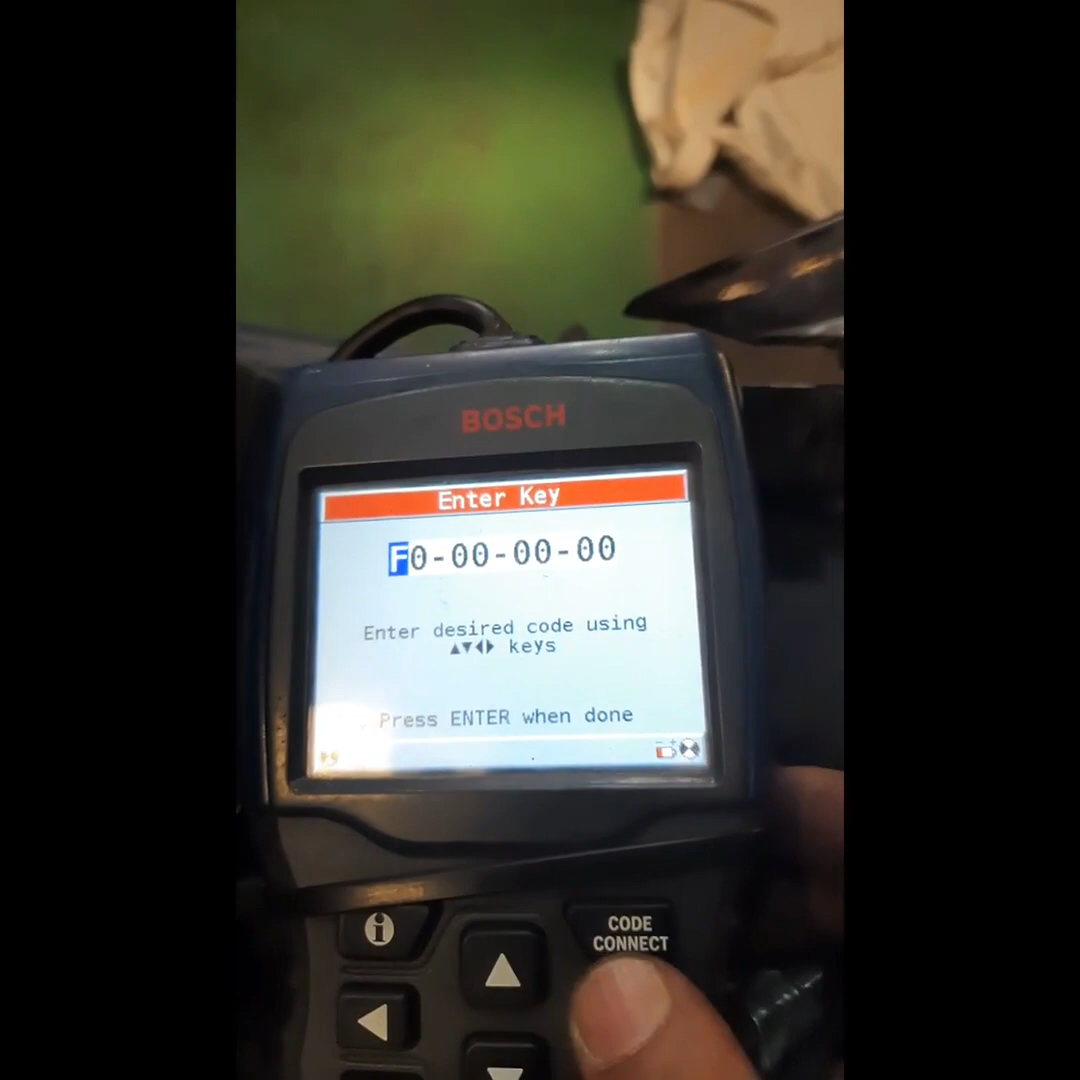 BOSCH
Enter Key
F0-00-00-00
Enter desired code using
▲▼◀▶ keys
Press ENTER when done
i
CODE
CONNECT